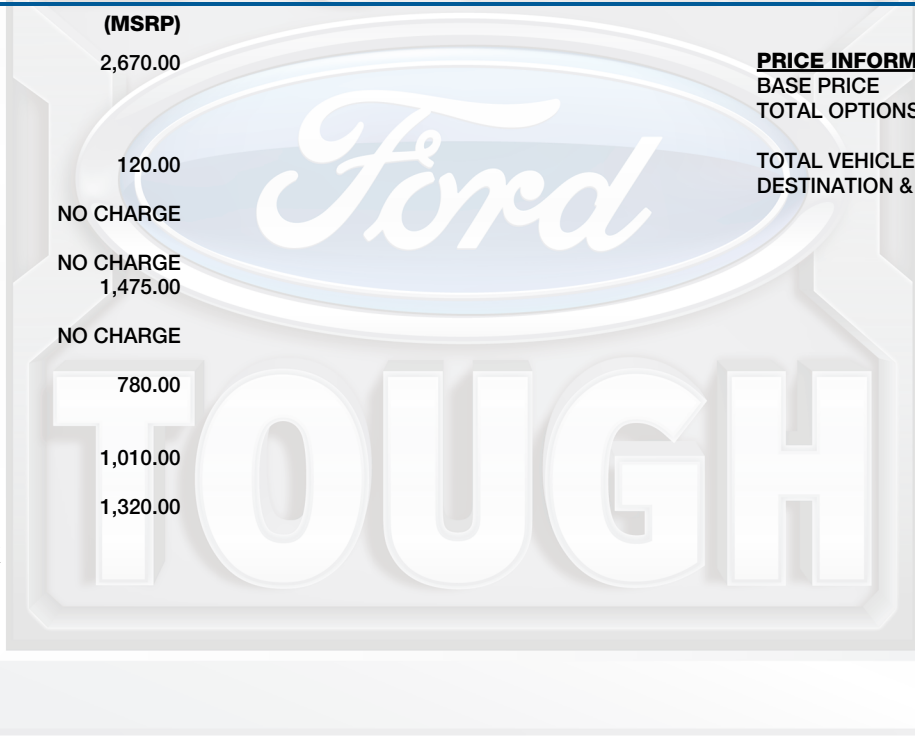 (MSRP)
2,670.00
120.00
NO CHARGE
NO CHARGE
1,475.00
NO CHARGE
780.00
1,010.00
1,320.00
PRICE INFORM
BASE PRICE
TOTAL OPTIONS
TOTAL VEHICLE
DESTINATION &
Ford
TOUGH